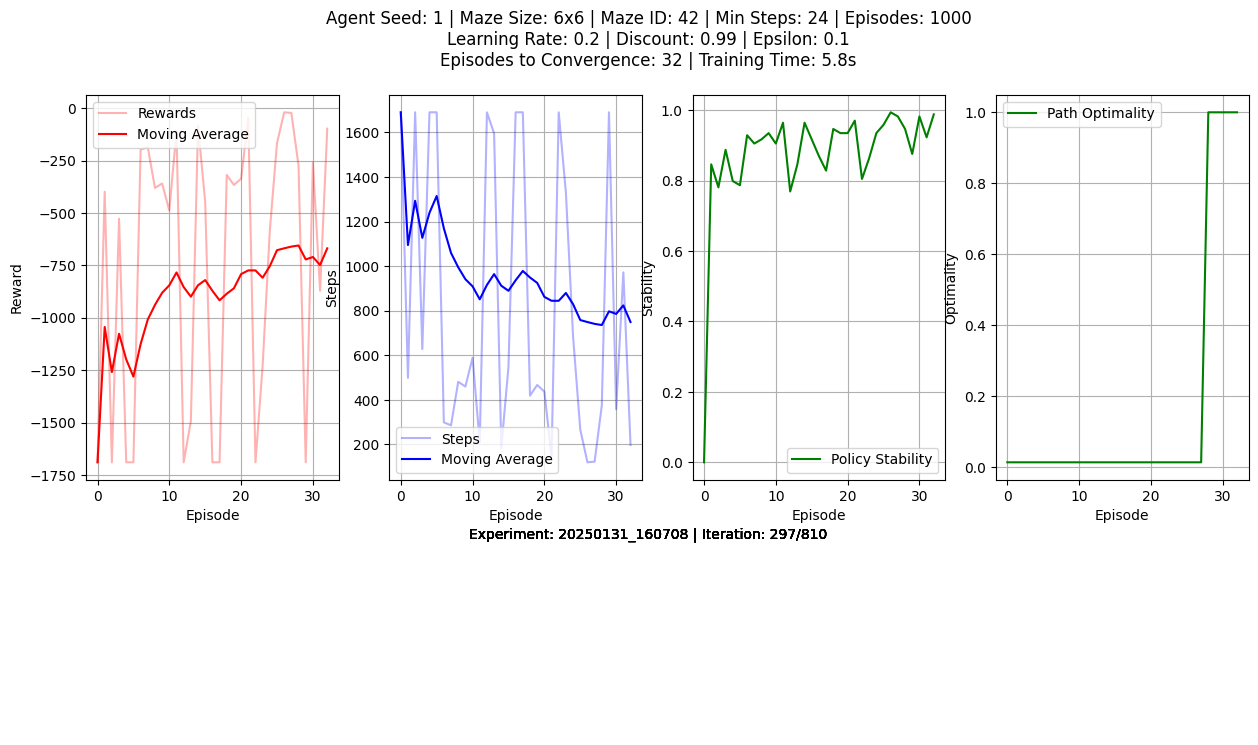 Agent Seed: 1 | Maze Size: 6x6 | Maze ID: 42 | Min Steps: 24 | Episodes: 1000
Learning Rate: 0.2 | Discount: 0.99 | Epsilon: 0.1
Episodes to Convergence: 32 | Training Time: 5.8s
Reward
0
−250
−500
−750
−1000
−1250
−1500
−1750
Rewards
Moving Average
0
10
20
30
Episode
Steps
1600
1400
1200
1000
800
600
400
200
Steps
Moving Average
0
10
20
30
Episode
Stability
1.0
0.8
0.6
0.4
0.2
0.0
Policy Stability
0
10
20
30
Episode
Optimality
1.0
0.8
0.6
0.4
0.2
0.0
Path Optimality
0
10
20
30
Episode
Experiment: 20250131_160708 | Iteration: 297/810